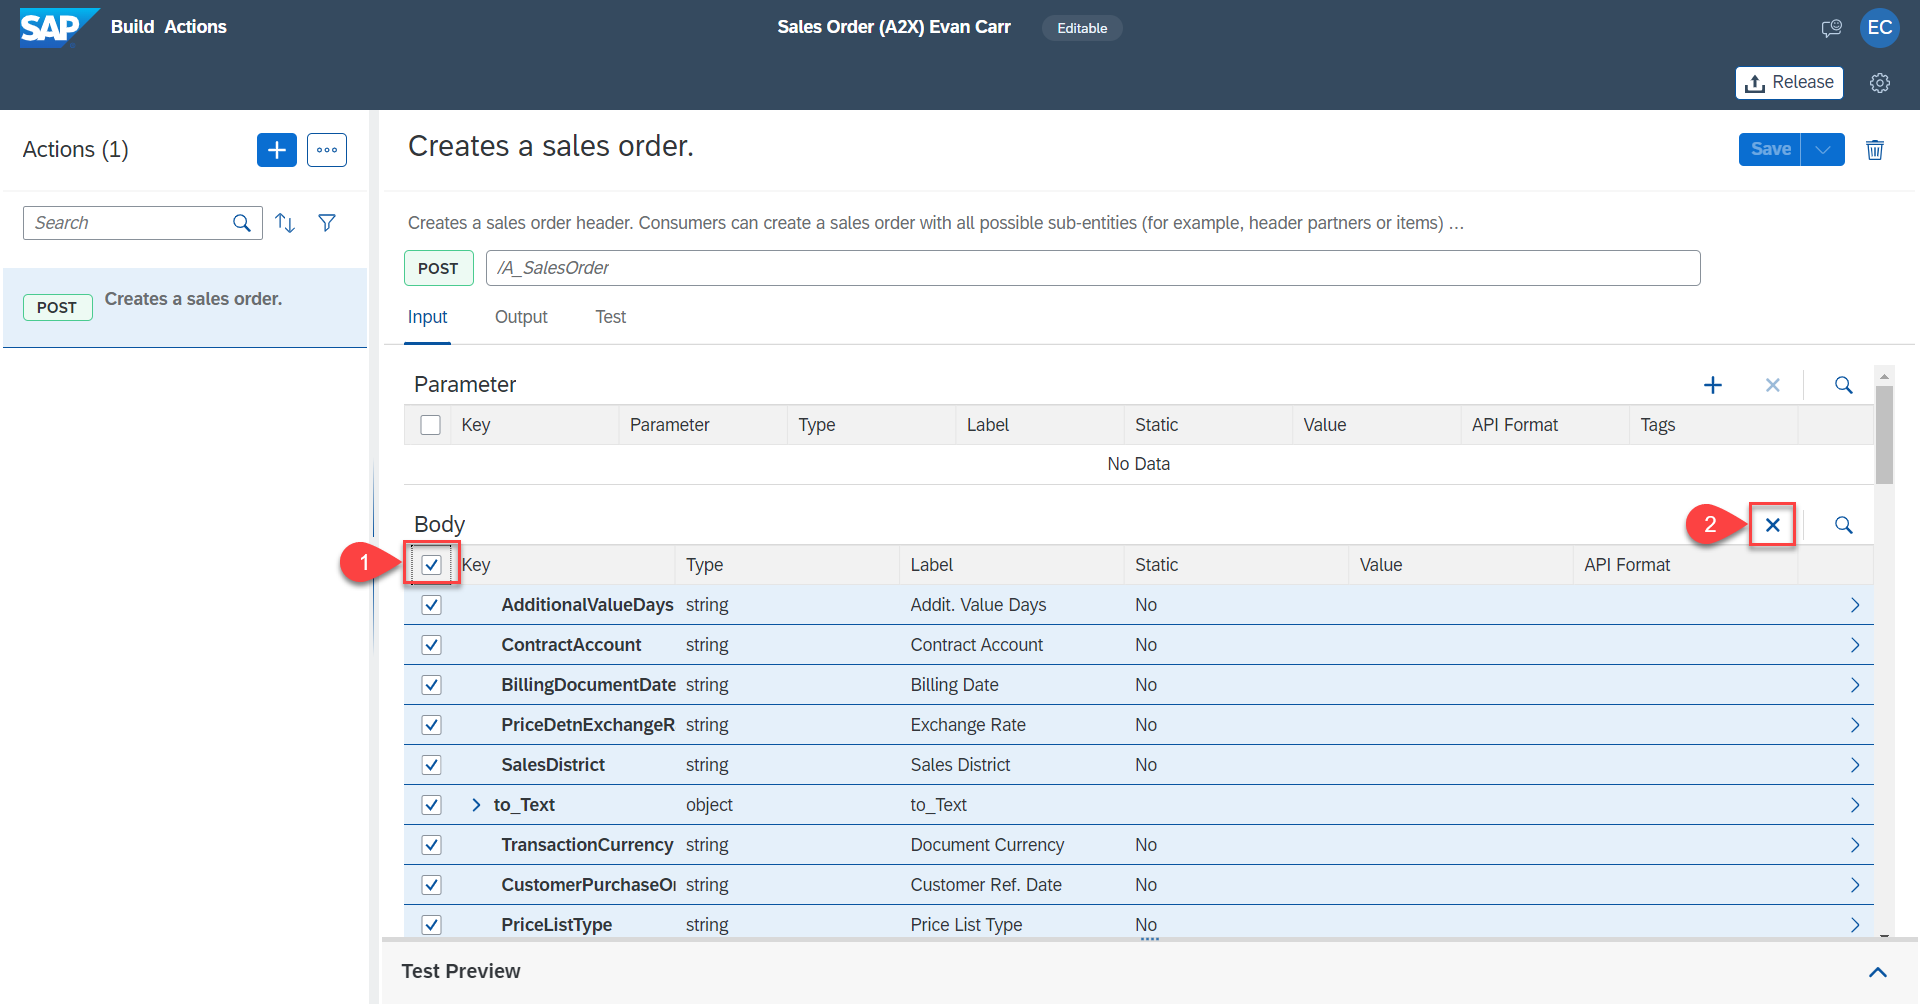 SAP Build Actions
Sales Order (A2X) Evan Carr
Editable
EC
Release
Actions (1)
Creates a sales order.
Save
Search
Creates a sales order header. Consumers can create a sales order with all possible sub-entities (for example, header partners or items) ...
POST
/A_SalesOrder
POST
Creates a sales order.
Input Output Test
Parameter
Key Parameter Type Label Static Value API Format Tags
No Data
Body
2
1
Key Type Label Static Value API Format
AdditionalValueDays string Addit. Value Days No
ContractAccount string Contract Account No
BillingDocumentDate string Billing Date No
PriceDetnExchangeR string Exchange Rate No
SalesDistrict string Sales District No
to_Text object to_Text
TransactionCurrency string Document Currency No
CustomerPurchaseOr string Customer Ref. Date No
PriceListType string Price List Type No
Test Preview